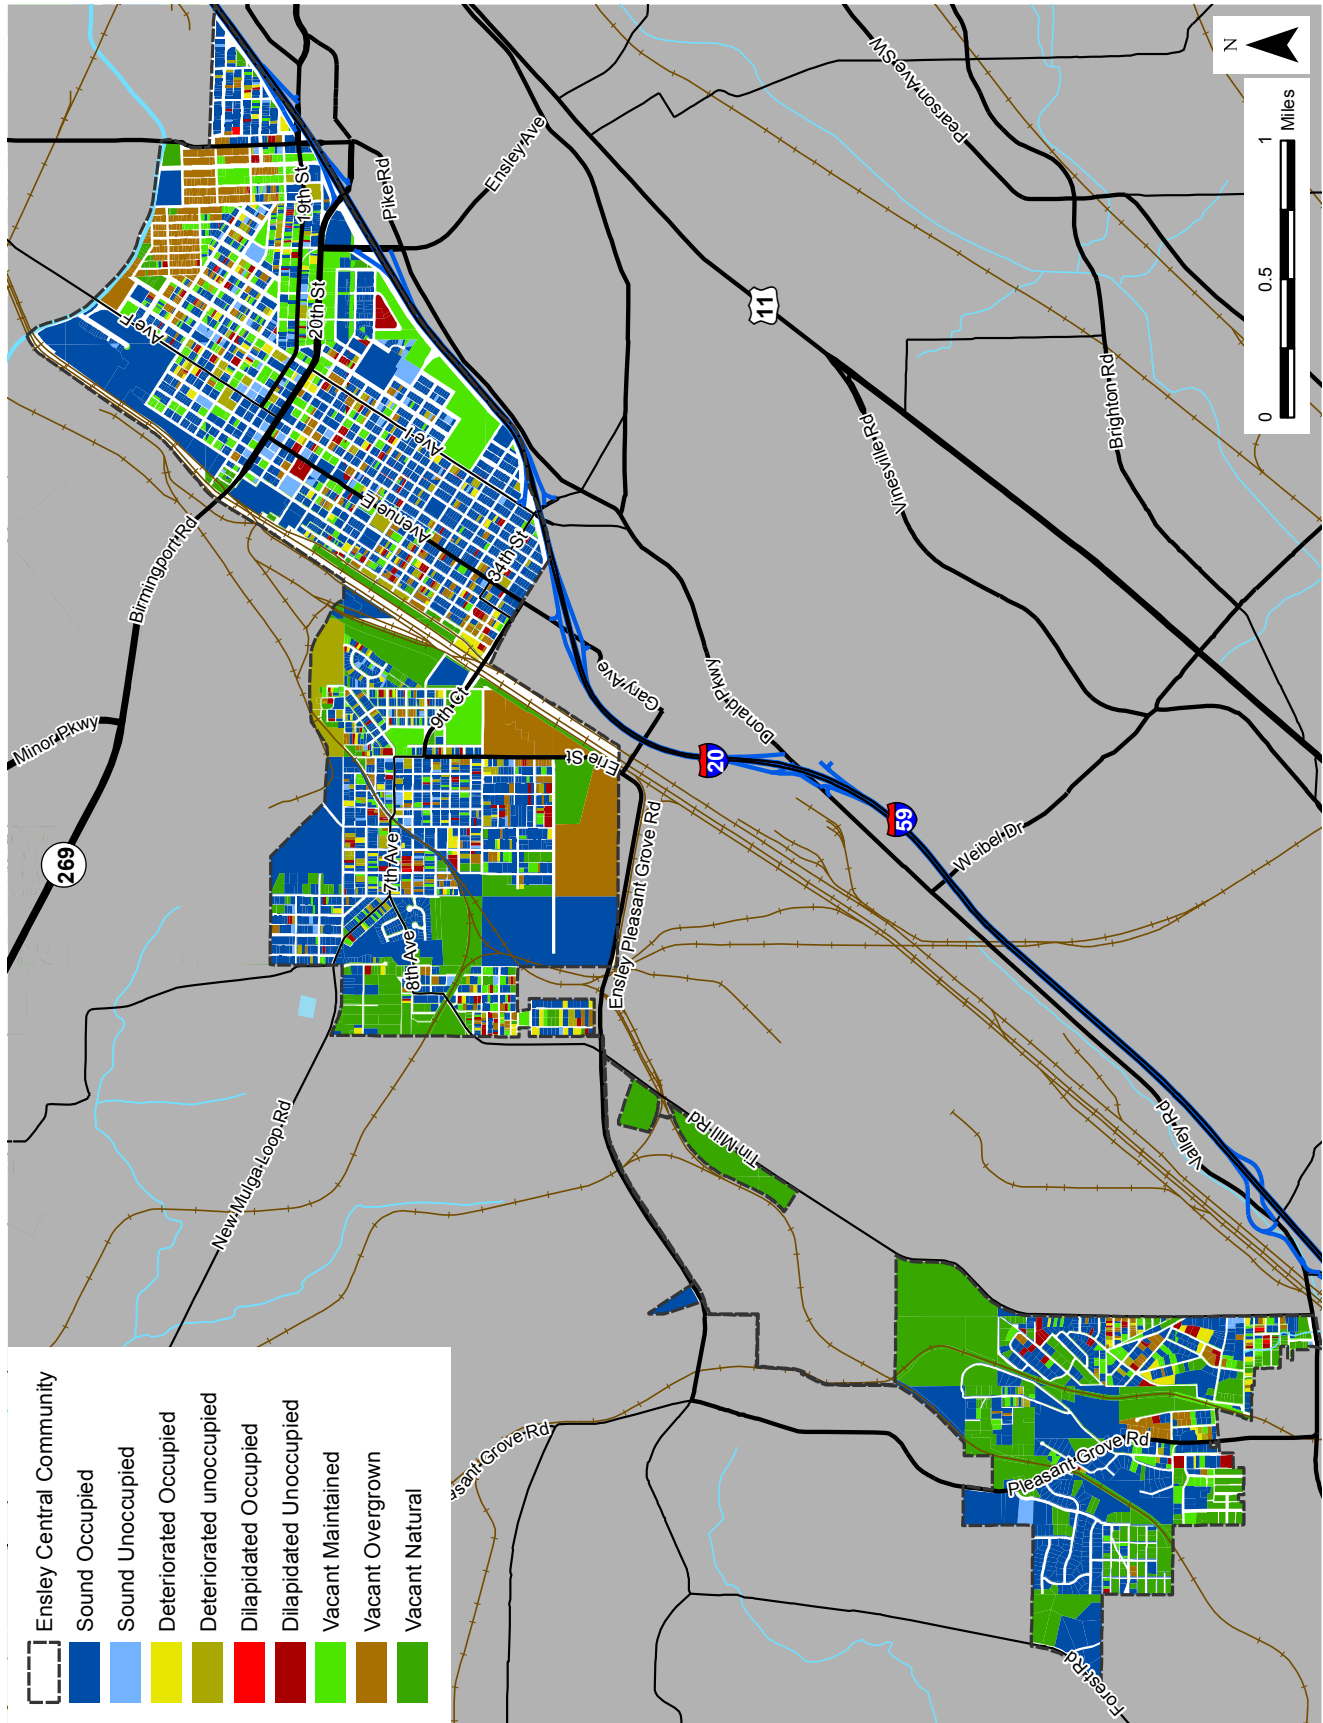 Ensley Central Community
Sound Occupied
Sound Unoccupied
Deteriorated Occupied
Deteriorated unoccupied
Dilapidated Occupied
Dilapidated Unoccupied
Vacant Maintained
Vacant Overgrown
Vacant Natural
N
0 0.5 1
Miles
269
Minor Pkwy
Birmingport Rd
New Mulga Loop Rd
Ave F
19th St
20th St
Pike Rd
Ensley Ave
Pearson Ave SW
11
Ave I
Avenue E
34th St
9th Ct
7th Ave
8th Ave
Erie St
Gary Ave
Donald Pkwy
Vinesville Rd
Brighton Rd
20
59
Weibel Dr
Ensley Pleasant Grove Rd
Tin Mill Rd
Valley Rd
easant Grove Rd
Pleasant Grove Rd
Forest Rd